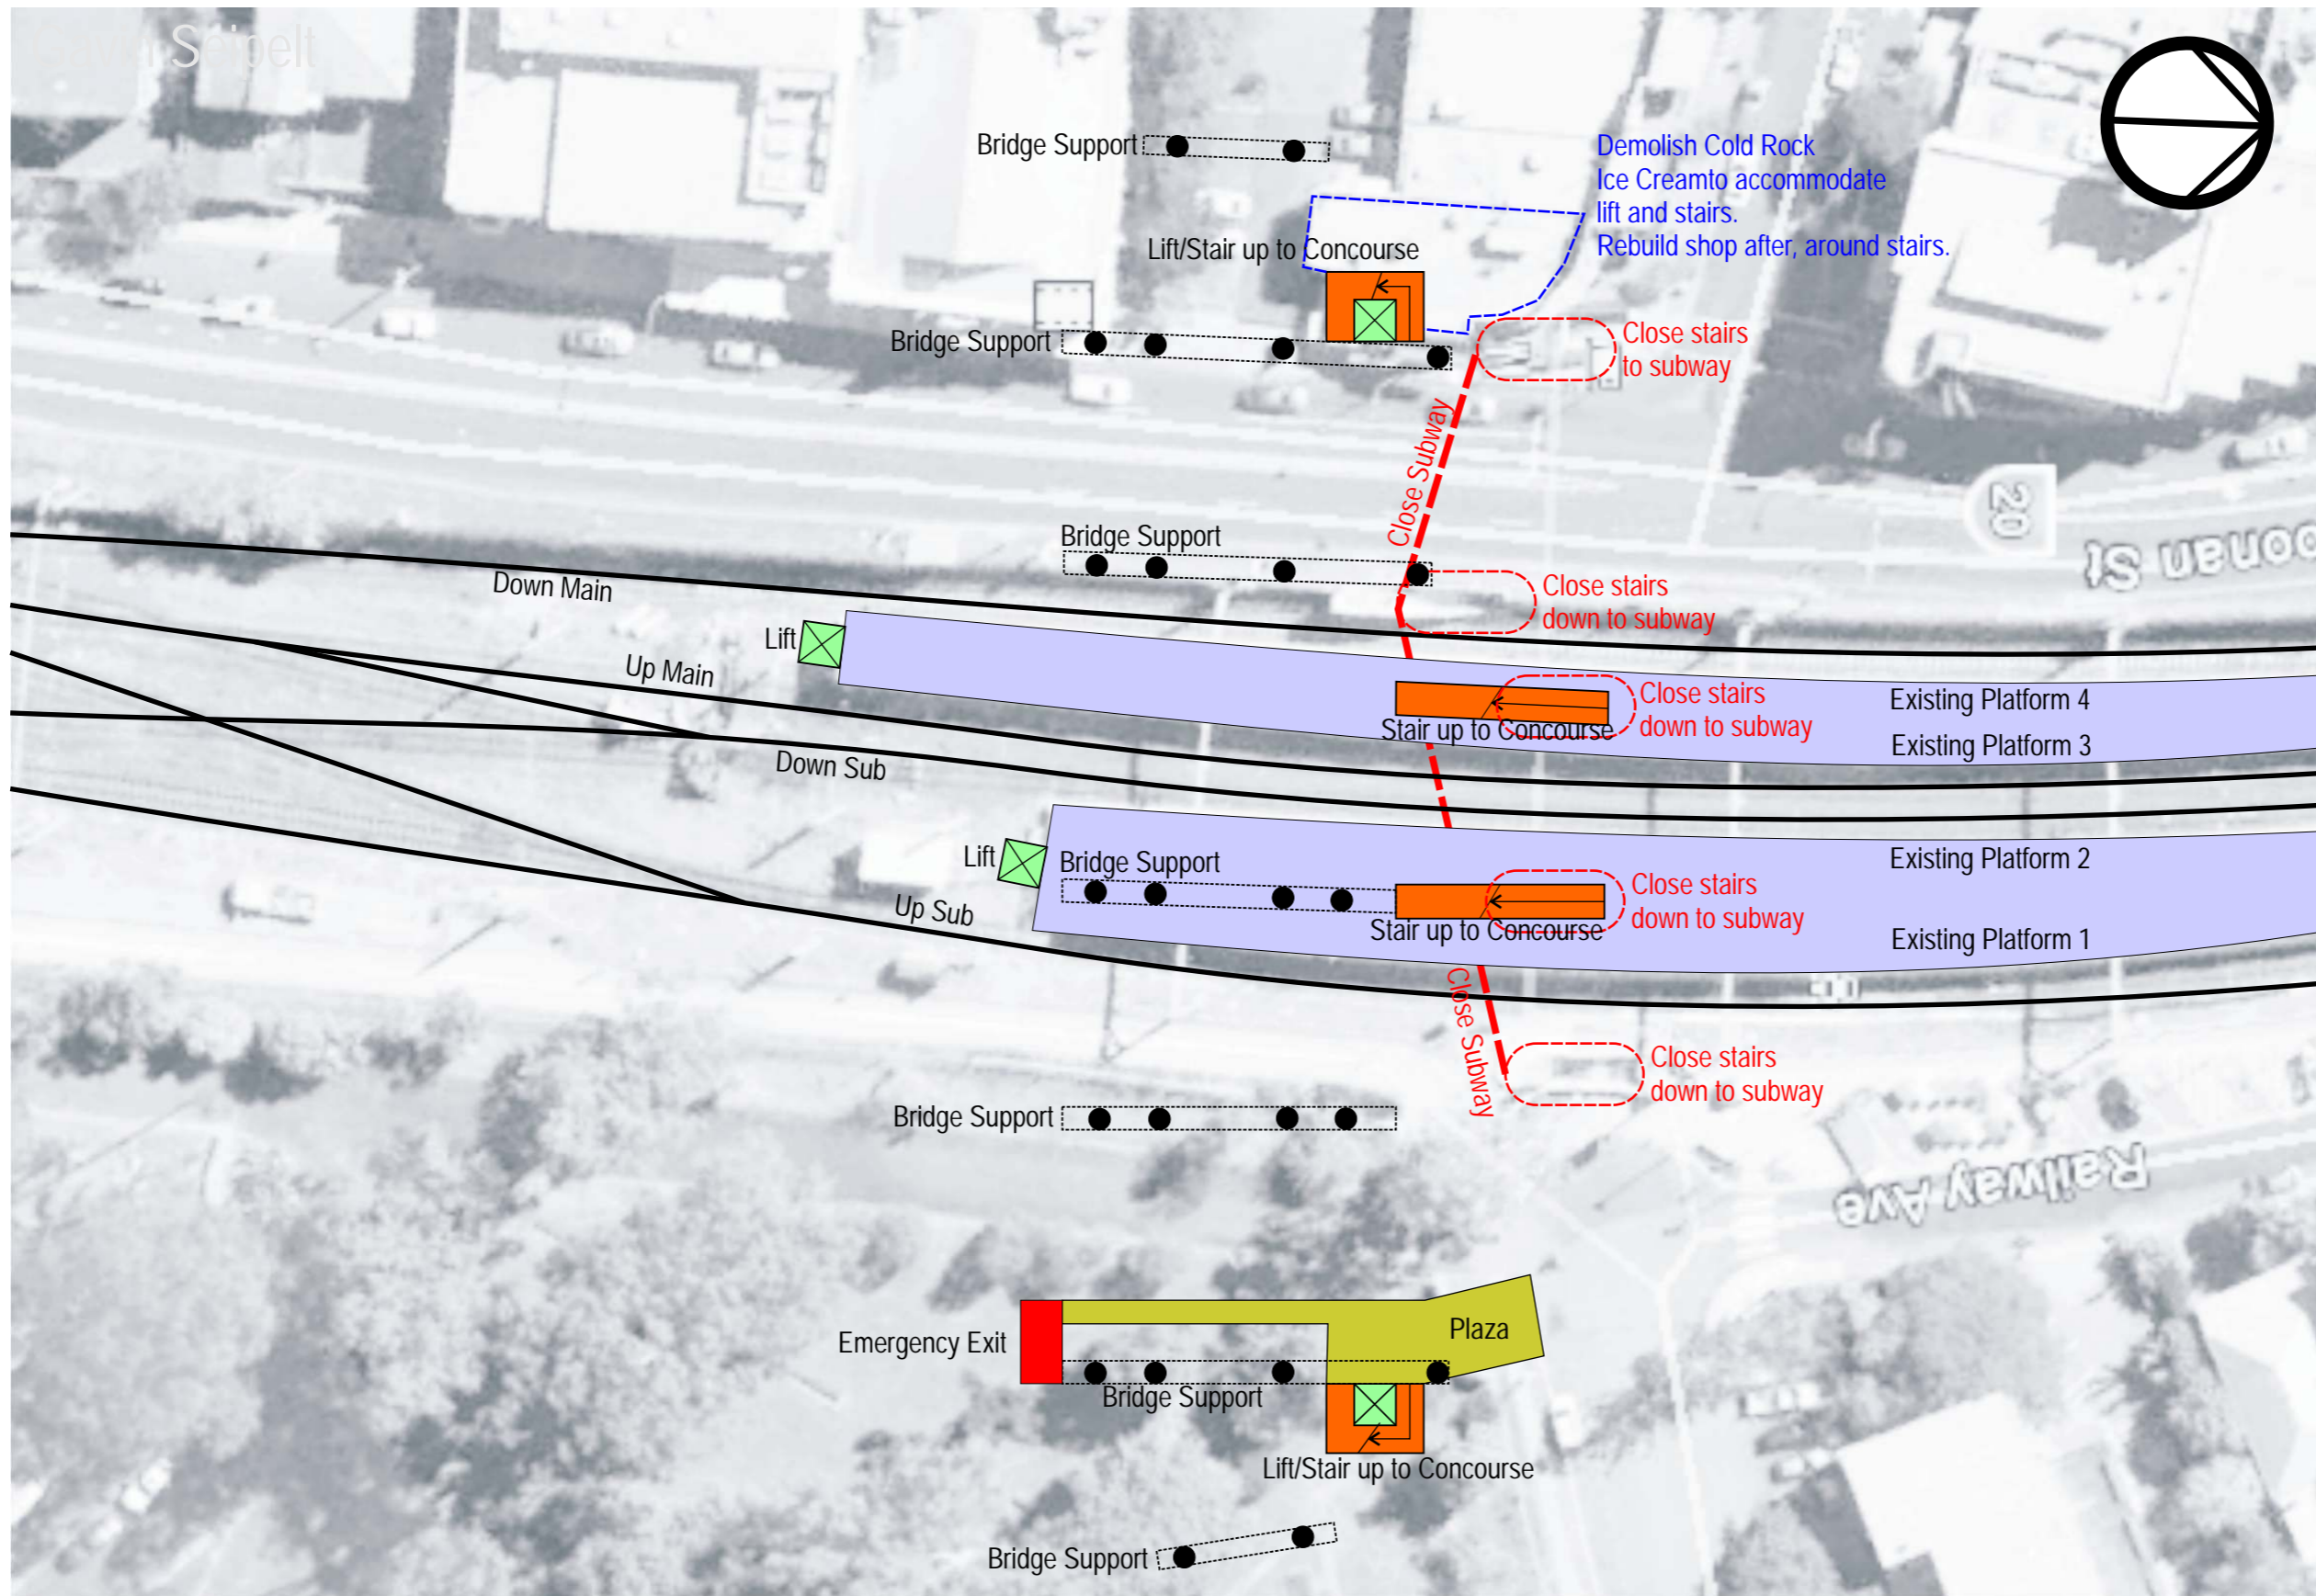 Gavin Seipelt
Bridge Support
Demolish Cold Rock
Ice Creamto accommodate
lift and stairs.
Rebuild shop after, around stairs.
Lift/Stair up to Concourse
Bridge Support
Close stairs
to subway
Close Subway
20
Bridge Support
Down Main
Close stairs
down to subway
Lift
Up Main
Close stairs
down to subway
Existing Platform 4
Stair up to Concourse
Existing Platform 3
Down Sub
Lift
Bridge Support
Existing Platform 2
Close stairs
down to subway
Up Sub
Stair up to Concourse
Existing Platform 1
Close Subway
Close stairs
down to subway
Bridge Support
Railway Ave
Plaza
Emergency Exit
Bridge Support
Lift/Stair up to Concourse
Bridge Support